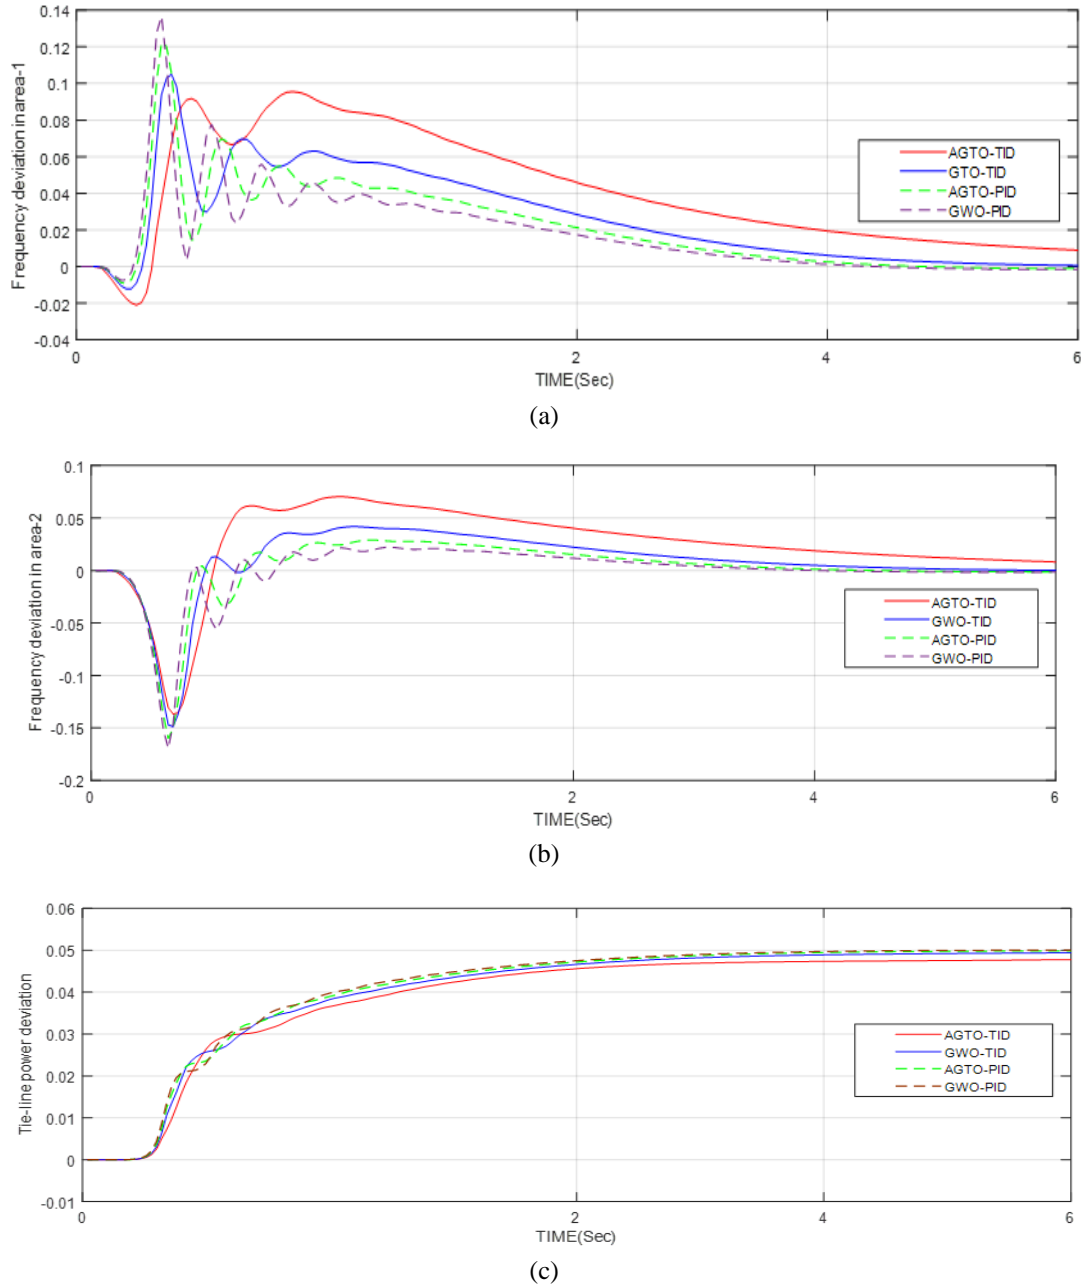 0.14
0.12
0.1
0.08
0.06
0.04
0.02
0
-0.02
-0.04
Frequency deviation in area-1
AGTO-TID
GTO-TID
AGTO-PID
GWO-PID
0 2 4 6
TIME(Sec)
(a)
0.1
0.05
0
-0.05
-0.1
-0.15
-0.2
Frequency deviation in area-2
AGTO-TID
GWO-TID
AGTO-PID
GWO-PID
0 2 4 6
TIME(Sec)
(b)
0.06
0.05
0.04
0.03
0.02
0.01
0
-0.01
Tie-line power deviation
AGTO-TID
GWO-TID
AGTO-PID
GWO-PID
0 2 4 6
TIME(Sec)
(c)